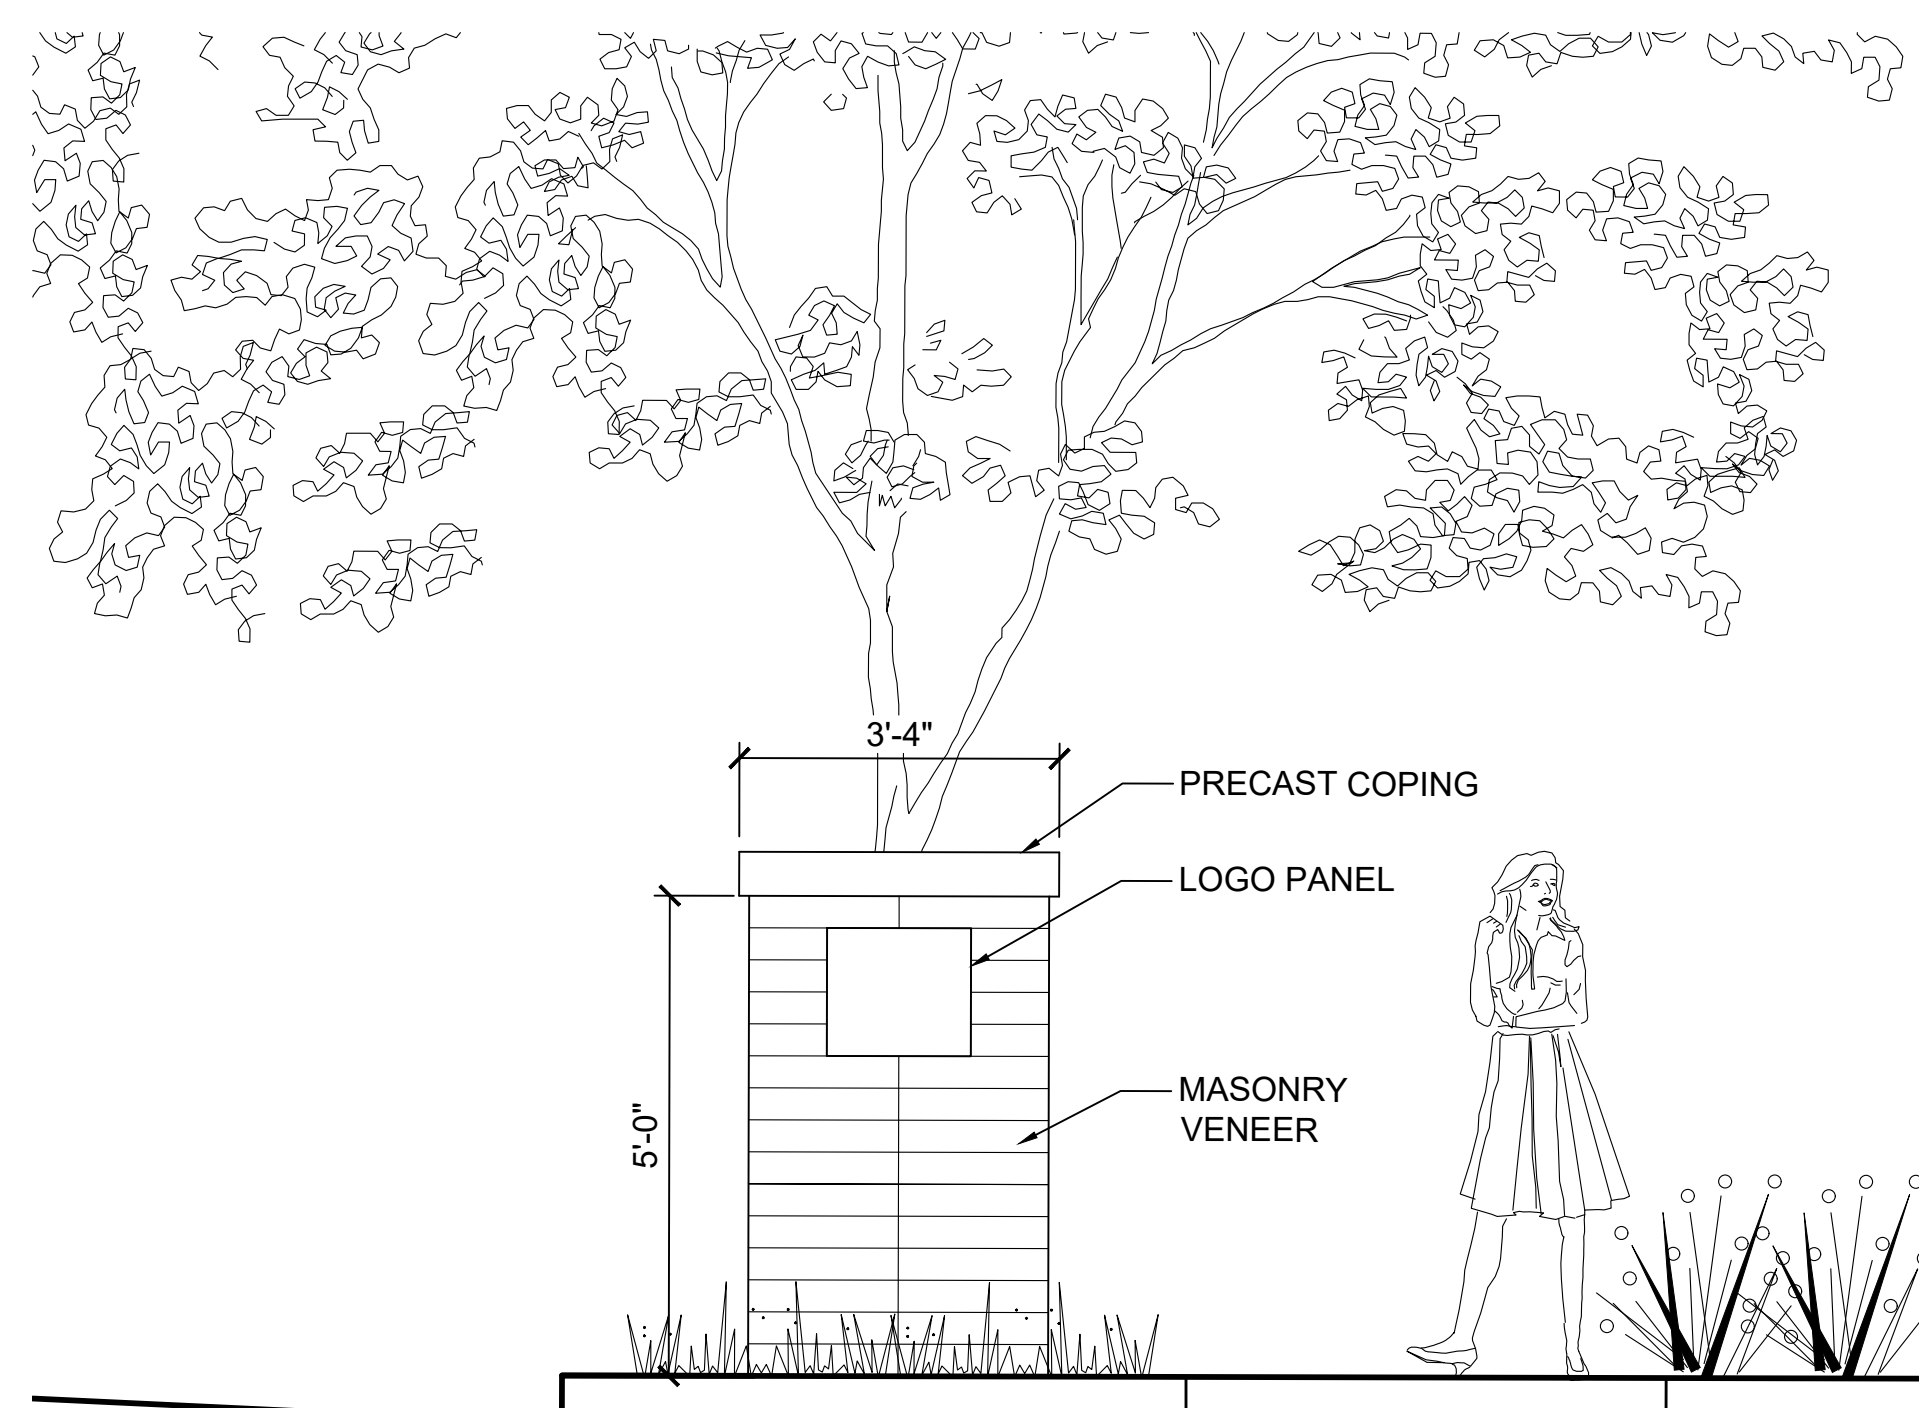 3'-4"
PRECAST COPING
LOGO PANEL
MASONRY
VENEER
5'-0"